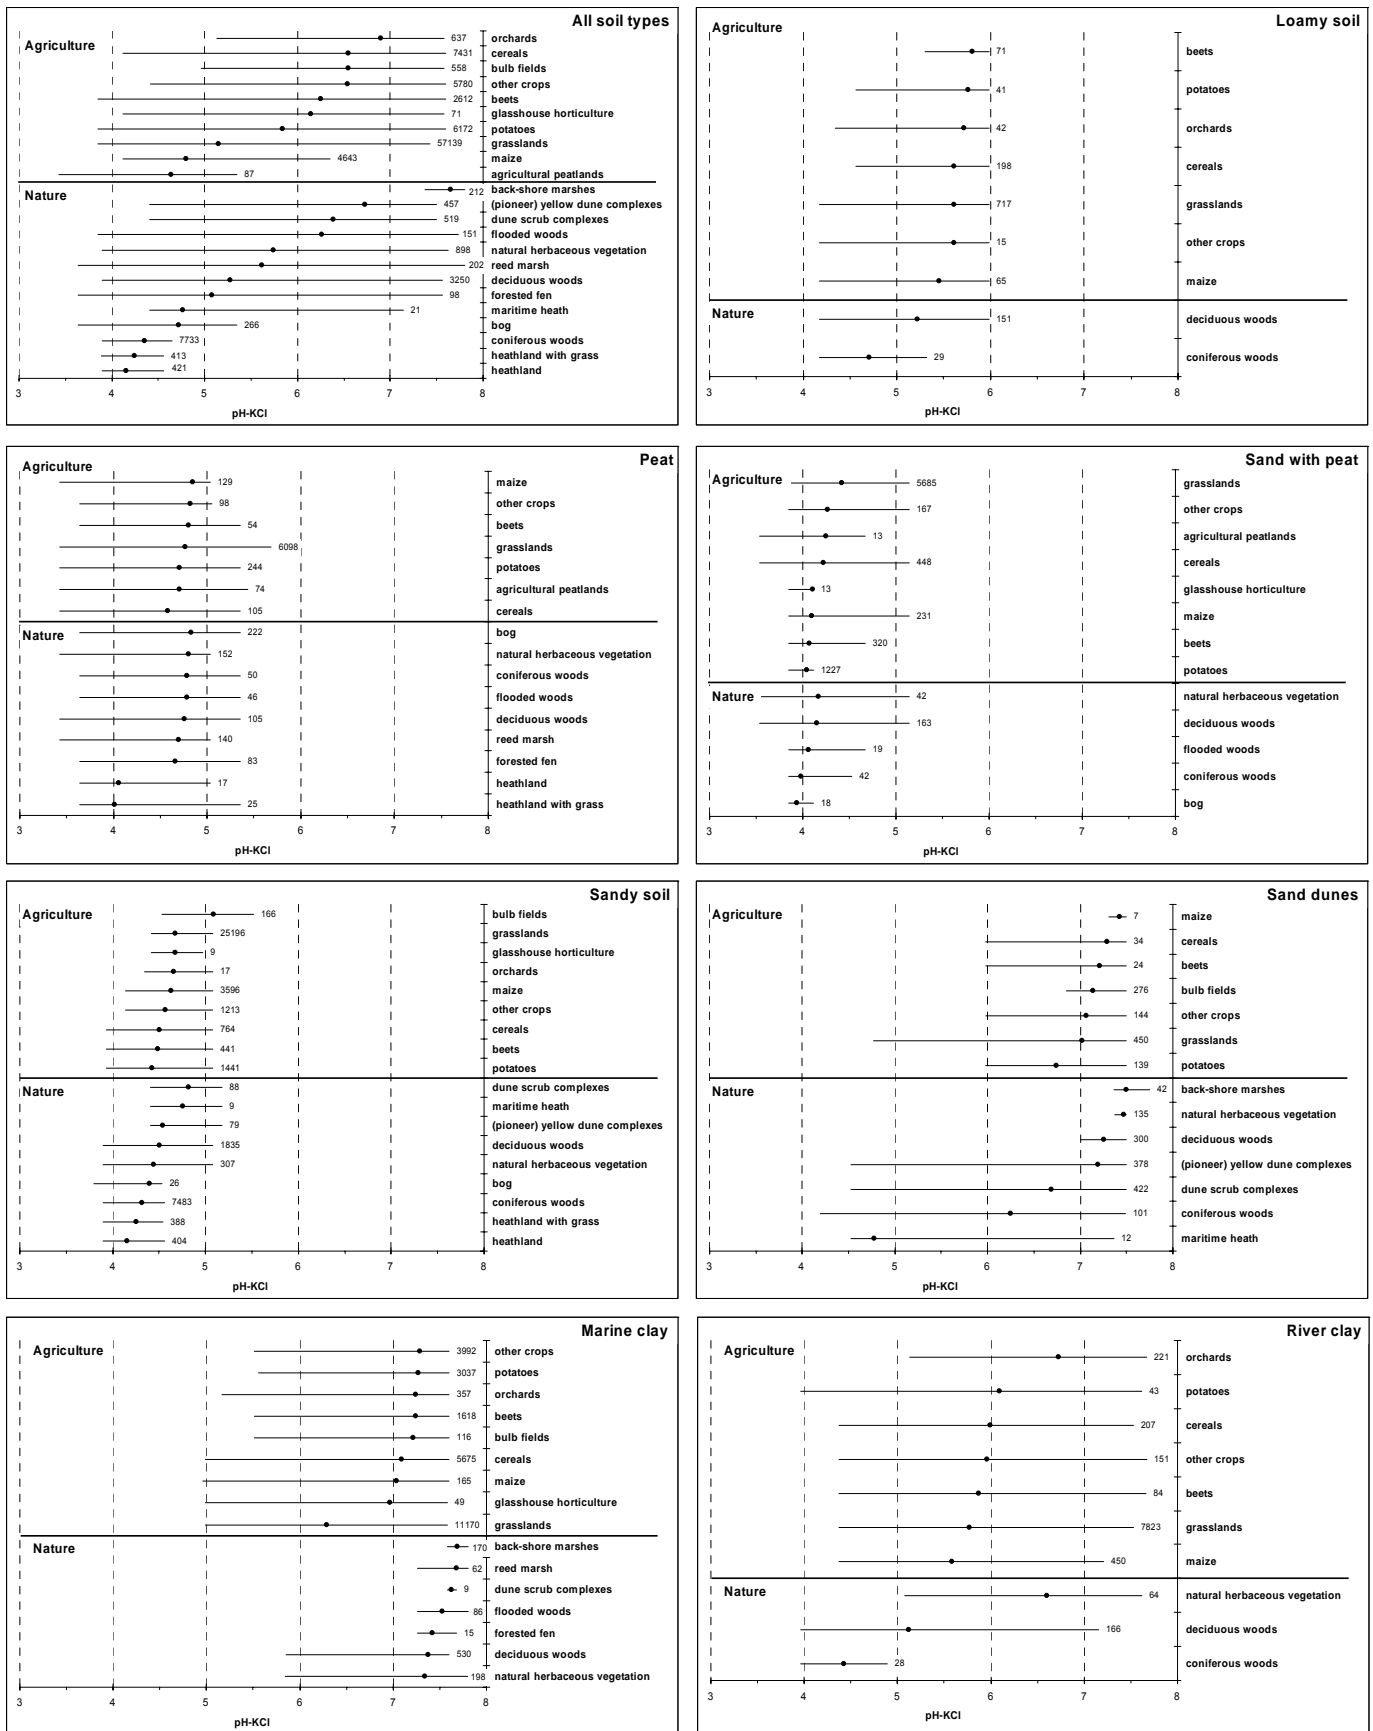 All soil types
Agriculture
637 orchards
7431 cereals
558 bulb fields
5780 other crops
2612 beets
71 glasshouse horticulture
6172 potatoes
57139 grasslands
4643 maize
87 agricultural peatlands
Nature
212 back-shore marshes
457 (pioneer) yellow dune complexes
519 dune scrub complexes
151 flooded woods
898 natural herbaceous vegetation
202 reed marsh
3250 deciduous woods
98 forested fen
21 maritime heath
266 bog
7733 coniferous woods
413 heathland with grass
421 heathland
3 4 5 6 7 8
pH-KCl
Loamy soil
Agriculture
71 beets
41 potatoes
42 orchards
198 cereals
717 grasslands
15 other crops
65 maize
Nature
151 deciduous woods
29 coniferous woods
3 4 5 6 7 8
pH-KCl
Peat
Agriculture
129 maize
98 other crops
54 beets
6098 grasslands
244 potatoes
74 agricultural peatlands
105 cereals
Nature
222 bog
152 natural herbaceous vegetation
50 coniferous woods
46 flooded woods
105 deciduous woods
140 reed marsh
83 forested fen
17 heathland
25 heathland with grass
3 4 5 6 7 8
pH-KCl
Sand with peat
Agriculture
5685 grasslands
167 other crops
13 agricultural peatlands
448 cereals
13 glasshouse horticulture
231 maize
320 beets
1227 potatoes
Nature
42 natural herbaceous vegetation
163 deciduous woods
19 flooded woods
42 coniferous woods
18 bog
3 4 5 6 7 8
pH-KCl
Sandy soil
Agriculture
166 bulb fields
25196 grasslands
9 glasshouse horticulture
17 orchards
3596 maize
1213 other crops
764 cereals
441 beets
1441 potatoes
Nature
88 dune scrub complexes
9 maritime heath
79 (pioneer) yellow dune complexes
1835 deciduous woods
307 natural herbaceous vegetation
26 bog
7483 coniferous woods
388 heathland with grass
404 heathland
3 4 5 6 7 8
pH-KCl
Sand dunes
Agriculture
7 maize
34 cereals
24 beets
276 bulb fields
144 other crops
450 grasslands
139 potatoes
Nature
42 back-shore marshes
135 natural herbaceous vegetation
300 deciduous woods
378 (pioneer) yellow dune complexes
422 dune scrub complexes
101 coniferous woods
12 maritime heath
3 4 5 6 7 8
pH-KCl
Marine clay
Agriculture
3992 other crops
3037 potatoes
357 orchards
1618 beets
116 bulb fields
5675 cereals
165 maize
49 glasshouse horticulture
11170 grasslands
Nature
170 back-shore marshes
62 reed marsh
9 dune scrub complexes
86 flooded woods
15 forested fen
530 deciduous woods
198 natural herbaceous vegetation
3 4 5 6 7 8
pH-KCl
River clay
Agriculture
221 orchards
43 potatoes
207 cereals
151 other crops
84 beets
7823 grasslands
450 maize
Nature
64 natural herbaceous vegetation
166 deciduous woods
28 coniferous woods
3 4 5 6 7 8
pH-KCl